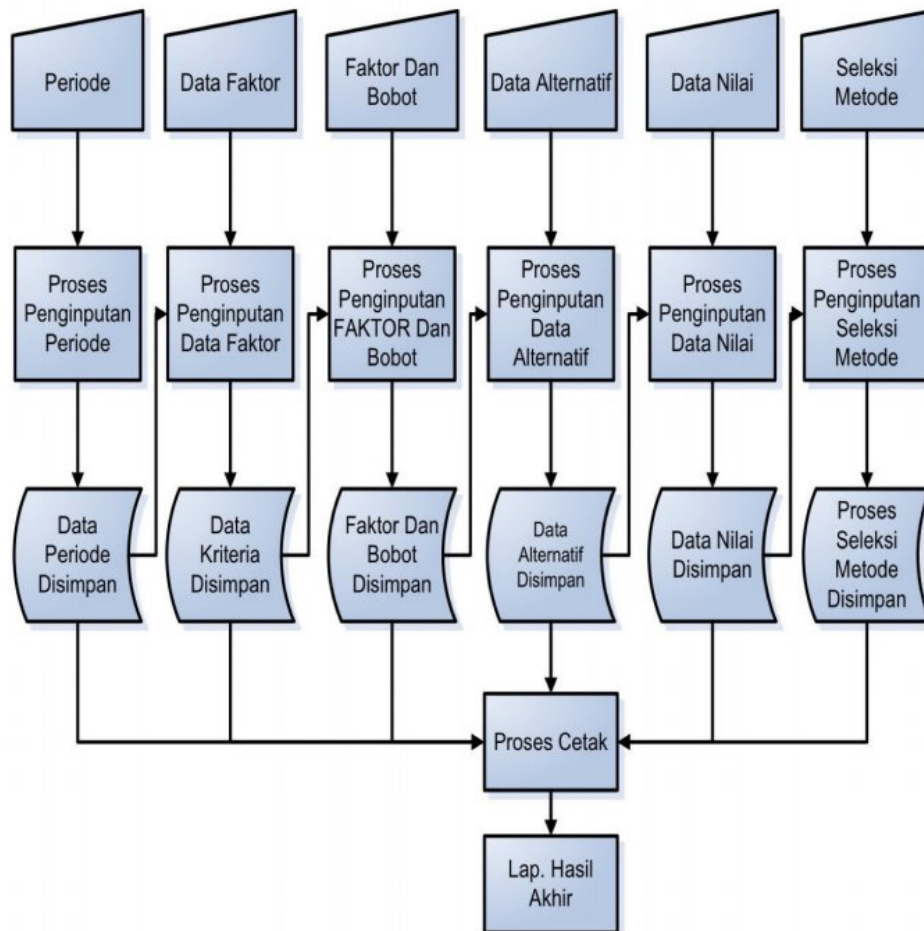 Periode
Data Faktor
Faktor Dan
Bobot
Data Alternatif
Data Nilai
Seleksi
Metode
Proses
Penginputan
Periode
Proses
Penginputan
Data Faktor
Proses
Penginputan
FAKTOR Dan
Bobot
Proses
Penginputan
Data
Alternatif
Proses
Penginputan
Data Nilai
Proses
Penginputan
Seleksi
Metode
Data
Periode
Disimpan
Data
Kriteria
Disimpan
Faktor Dan
Bobot
Disimpan
Data
Alternatif
Disimpan
Data Nilai
Disimpan
Proses
Seleksi
Metode
Disimpan
Proses Cetak
Lap. Hasil
Akhir